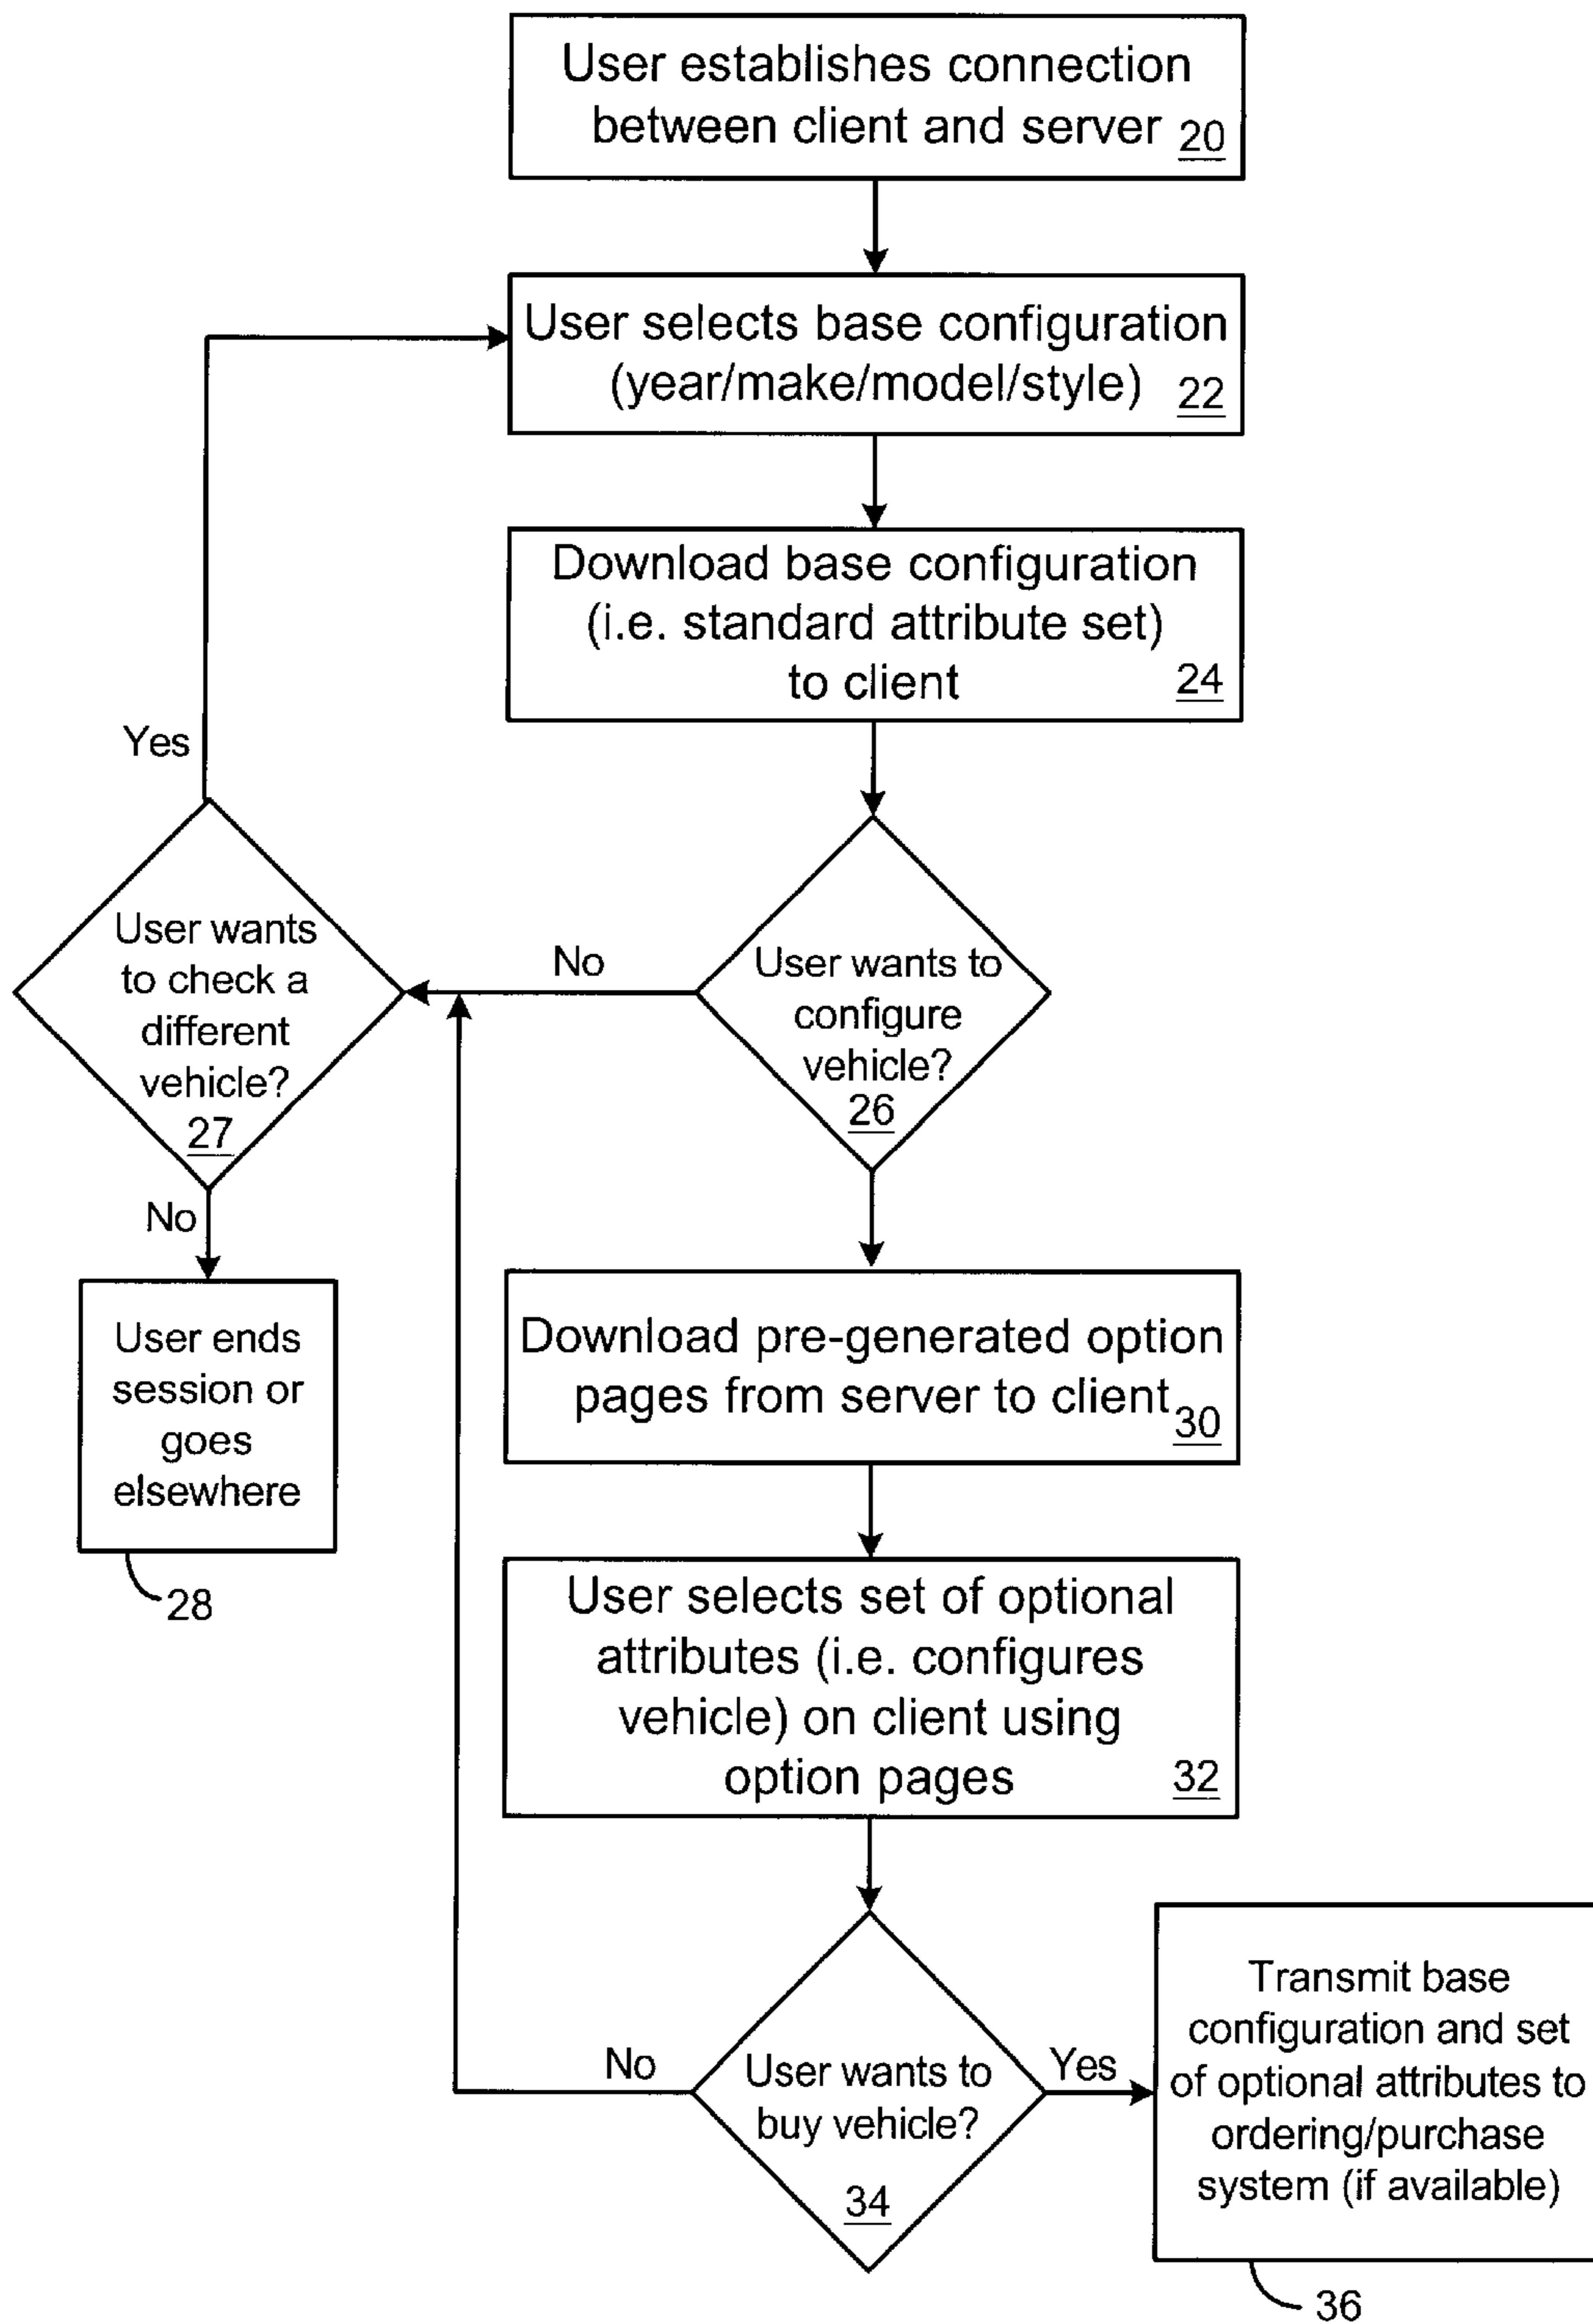 User establishes connection
between client and server 20
User selects base configuration
(year/make/model/style) 22
Download base configuration
(i.e. standard attribute set)
to client 24
Yes
User wants
to check a
different
vehicle?
27
No
User wants to
configure
vehicle?
26
No
User ends
session or
goes
elsewhere
28
Download pre-generated option
pages from server to client 30
User selects set of optional
attributes (i.e. configures
vehicle) on client using
option pages 32
No
User wants to
buy vehicle?
34
Yes
Transmit base
configuration and set
of optional attributes to
ordering/purchase
system (if available)
36